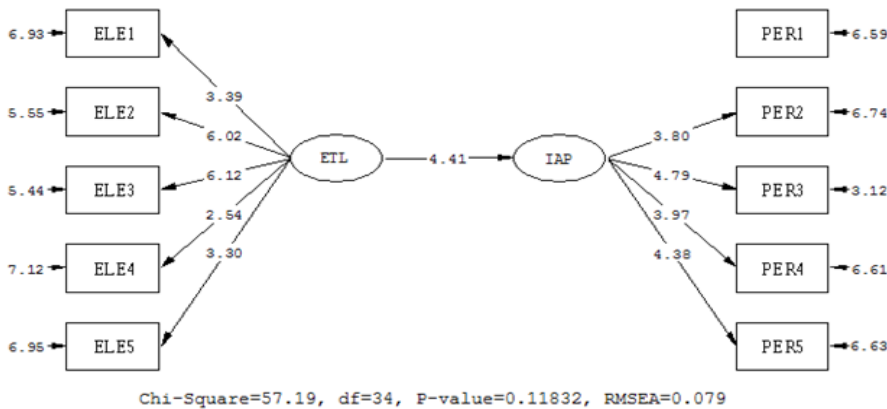 6.93 ELE1 PER1 6.59
3.39
5.55 ELE2 PER2 6.74
6.02 3.80
ETL 4.41 IAP
5.44 ELE3 6.12 4.79 PER3 3.12
2.54 3.97
3.30 4.38
7.12 ELE4 PER4 6.61
6.95 ELE5 PER5 6.63
Chi-Square=57.19, df=34, P-value=0.11832, RMSEA=0.079